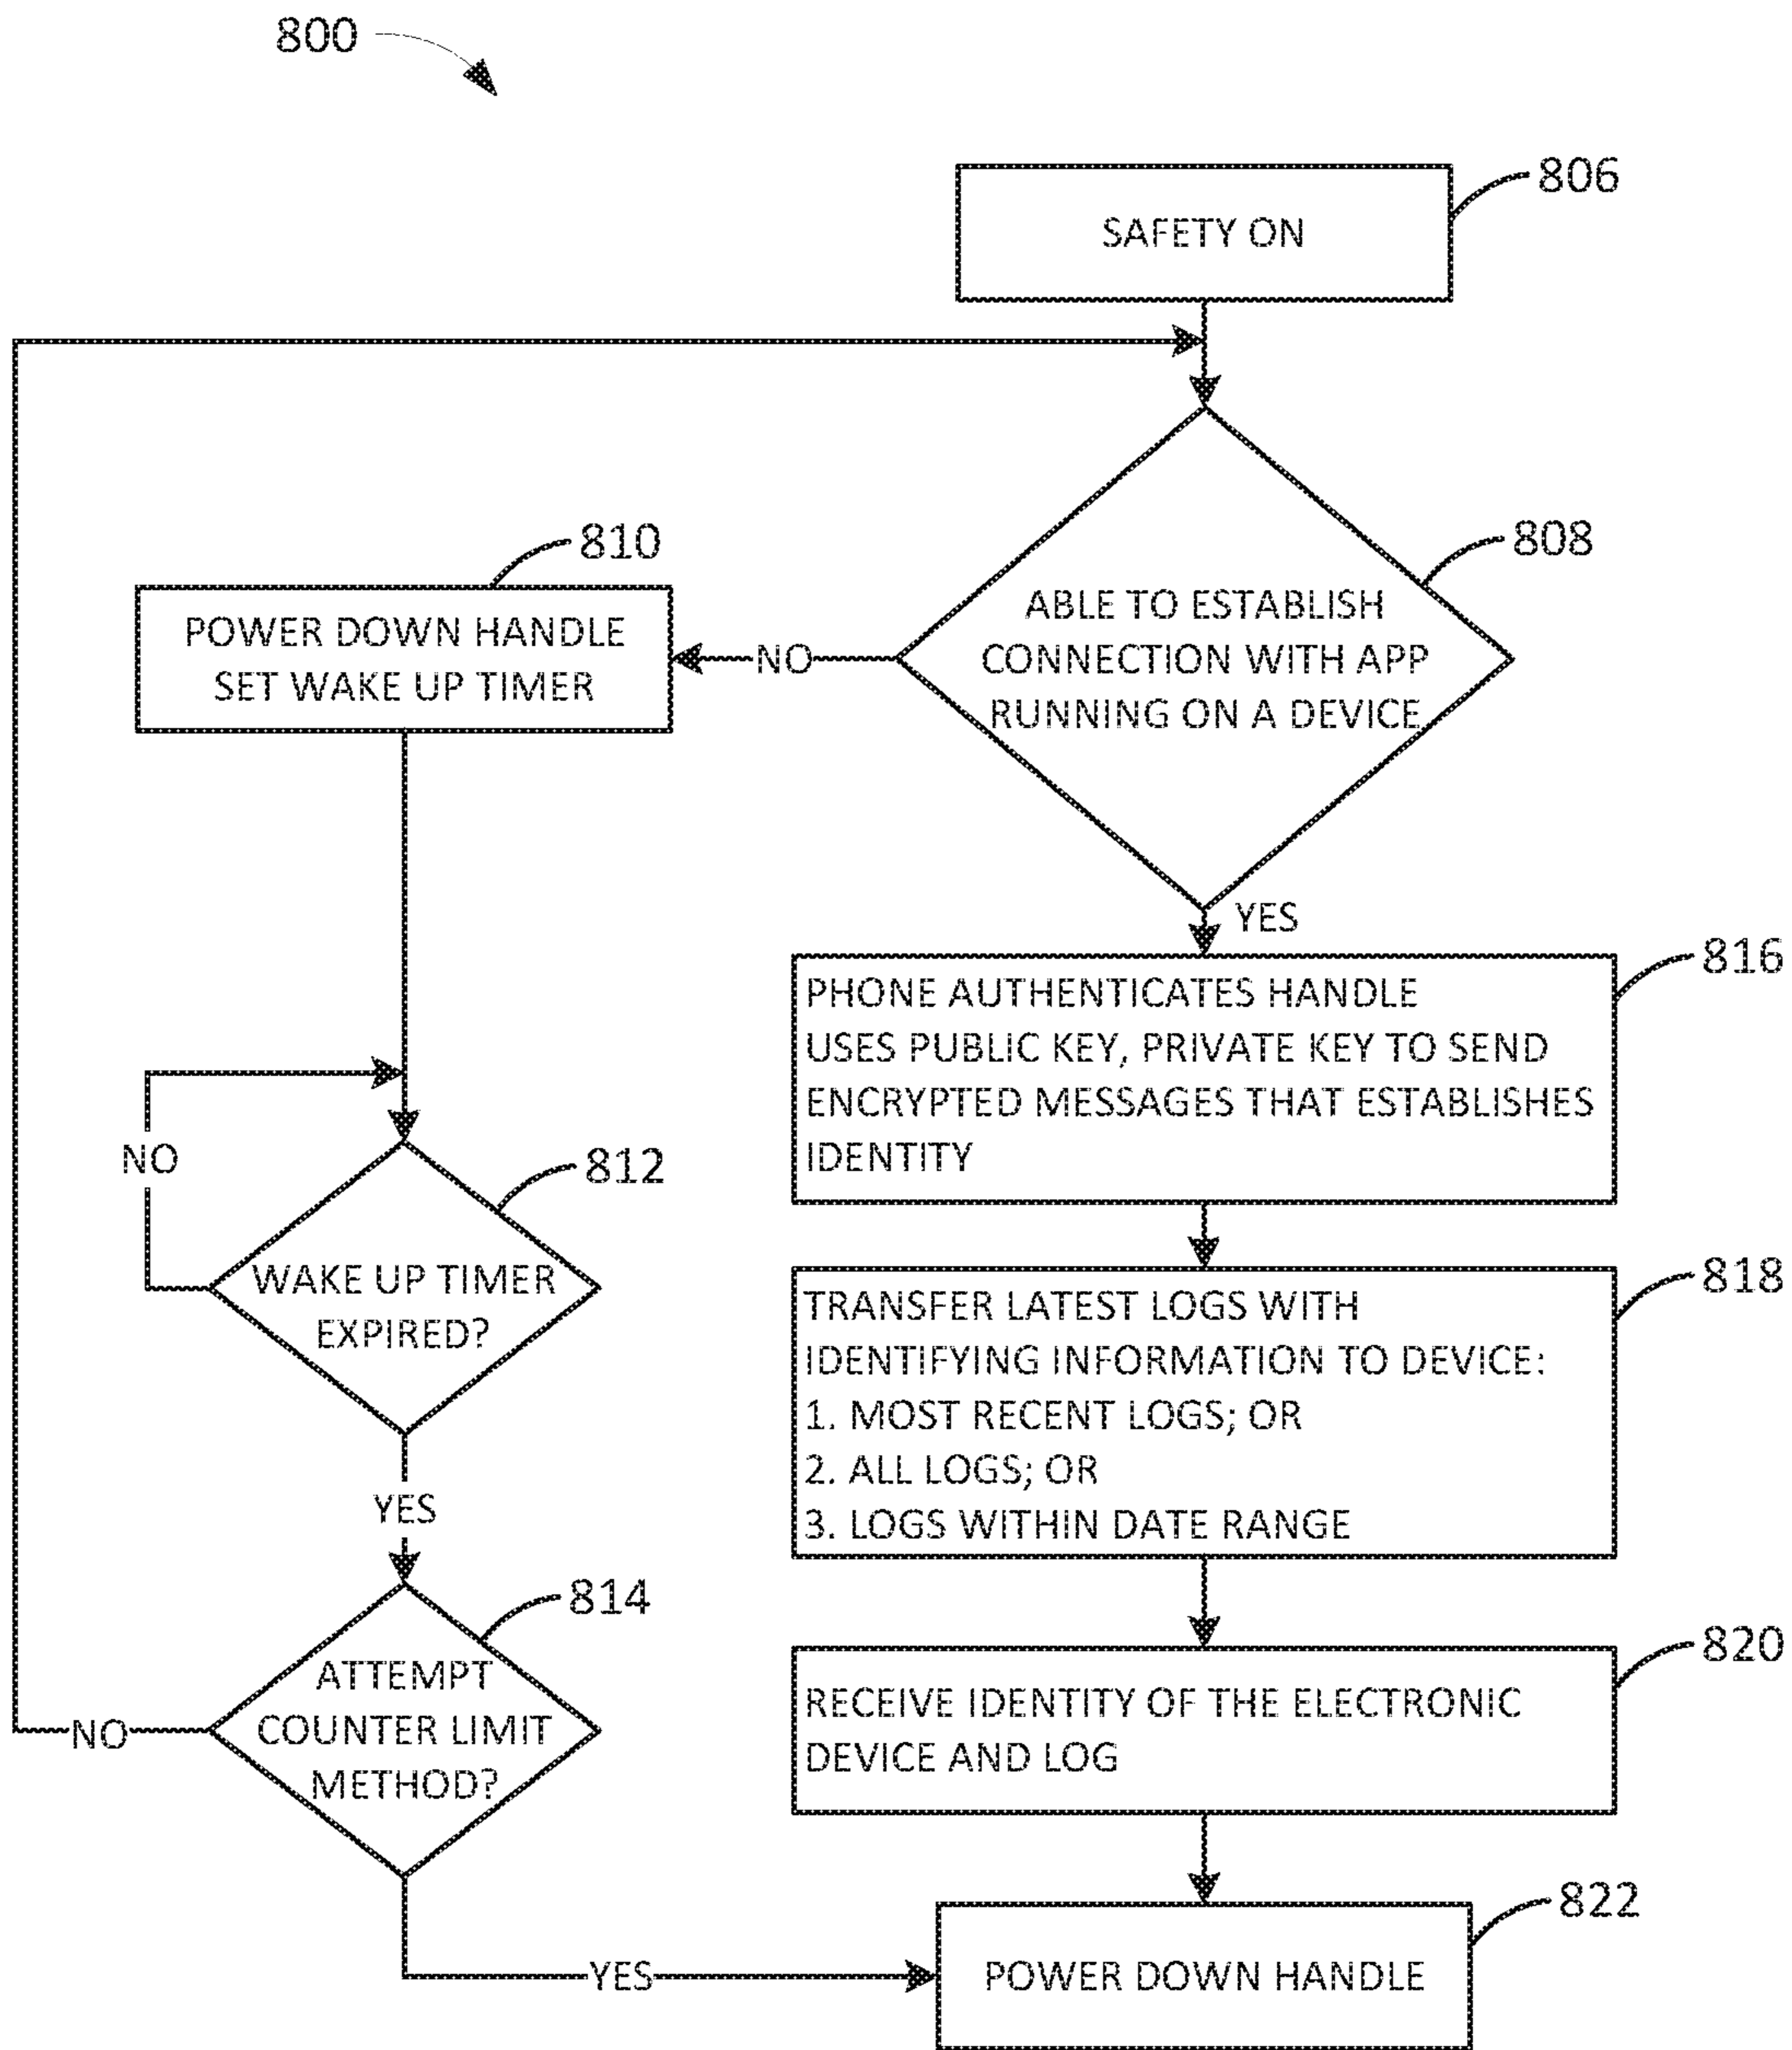 800
806
SAFETY ON
808
ABLE TO ESTABLISH
CONNECTION WITH APP
RUNNING ON A DEVICE
NO
810
POWER DOWN HANDLE
SET WAKE UP TIMER
YES
816
PHONE AUTHENTICATES HANDLE
USES PUBLIC KEY, PRIVATE KEY TO SEND
ENCRYPTED MESSAGES THAT ESTABLISHES
IDENTITY
NO
812
WAKE UP TIMER
EXPIRED?
818
TRANSFER LATEST LOGS WITH
IDENTIFYING INFORMATION TO DEVICE:
1. MOST RECENT LOGS; OR
2. ALL LOGS; OR
3. LOGS WITHIN DATE RANGE
YES
814
ATTEMPT
COUNTER LIMIT
METHOD?
NO
820
RECEIVE IDENTITY OF THE ELECTRONIC
DEVICE AND LOG
YES
822
POWER DOWN HANDLE